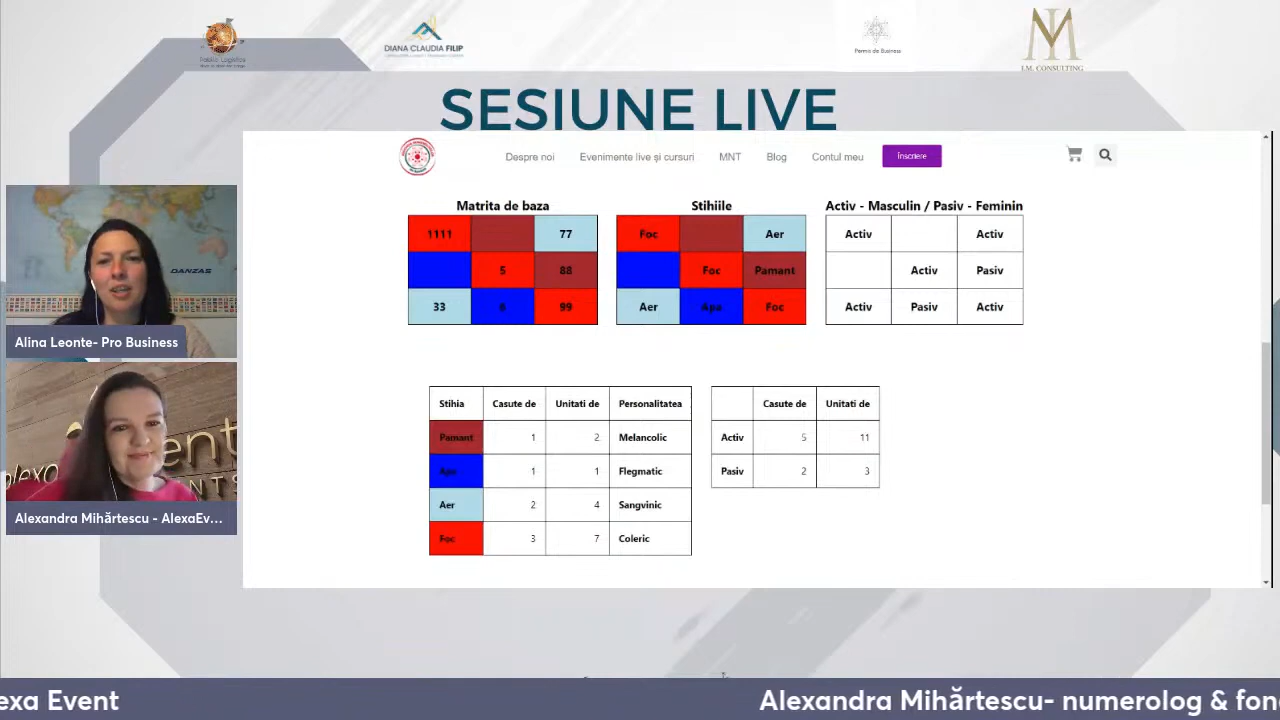 DIANA CLAUDIA FILIP
Perma de Business
I.M. CONSULTING
SESIUNE LIVE
Despre noi Evenimente live și cursuri MNT Blog Contul meu Înscriere
Matrita de baza Stihiile Activ - Masculin / Pasiv - Feminin
1111 77 Foc Aer Activ Activ
5 88 Foc Pamant Activ Pasiv
33 6 99 Aer Apa Foc Activ Pasiv Activ
DANZAS
Alina Leonte- Pro Business
Stihia Casute de Unitati de Personalitatea Casute de Unitati de
Pamant 1 2 Melancolic Activ 5 11
Apa 1 1 Flegmatic Pasiv 2 3
Aer 2 4 Sangvinic
Foc 3 7 Coleric
Alexandra Mihărtescu - AlexaEv...
exa Event Alexandra Mihărtescu- numerolog & fon